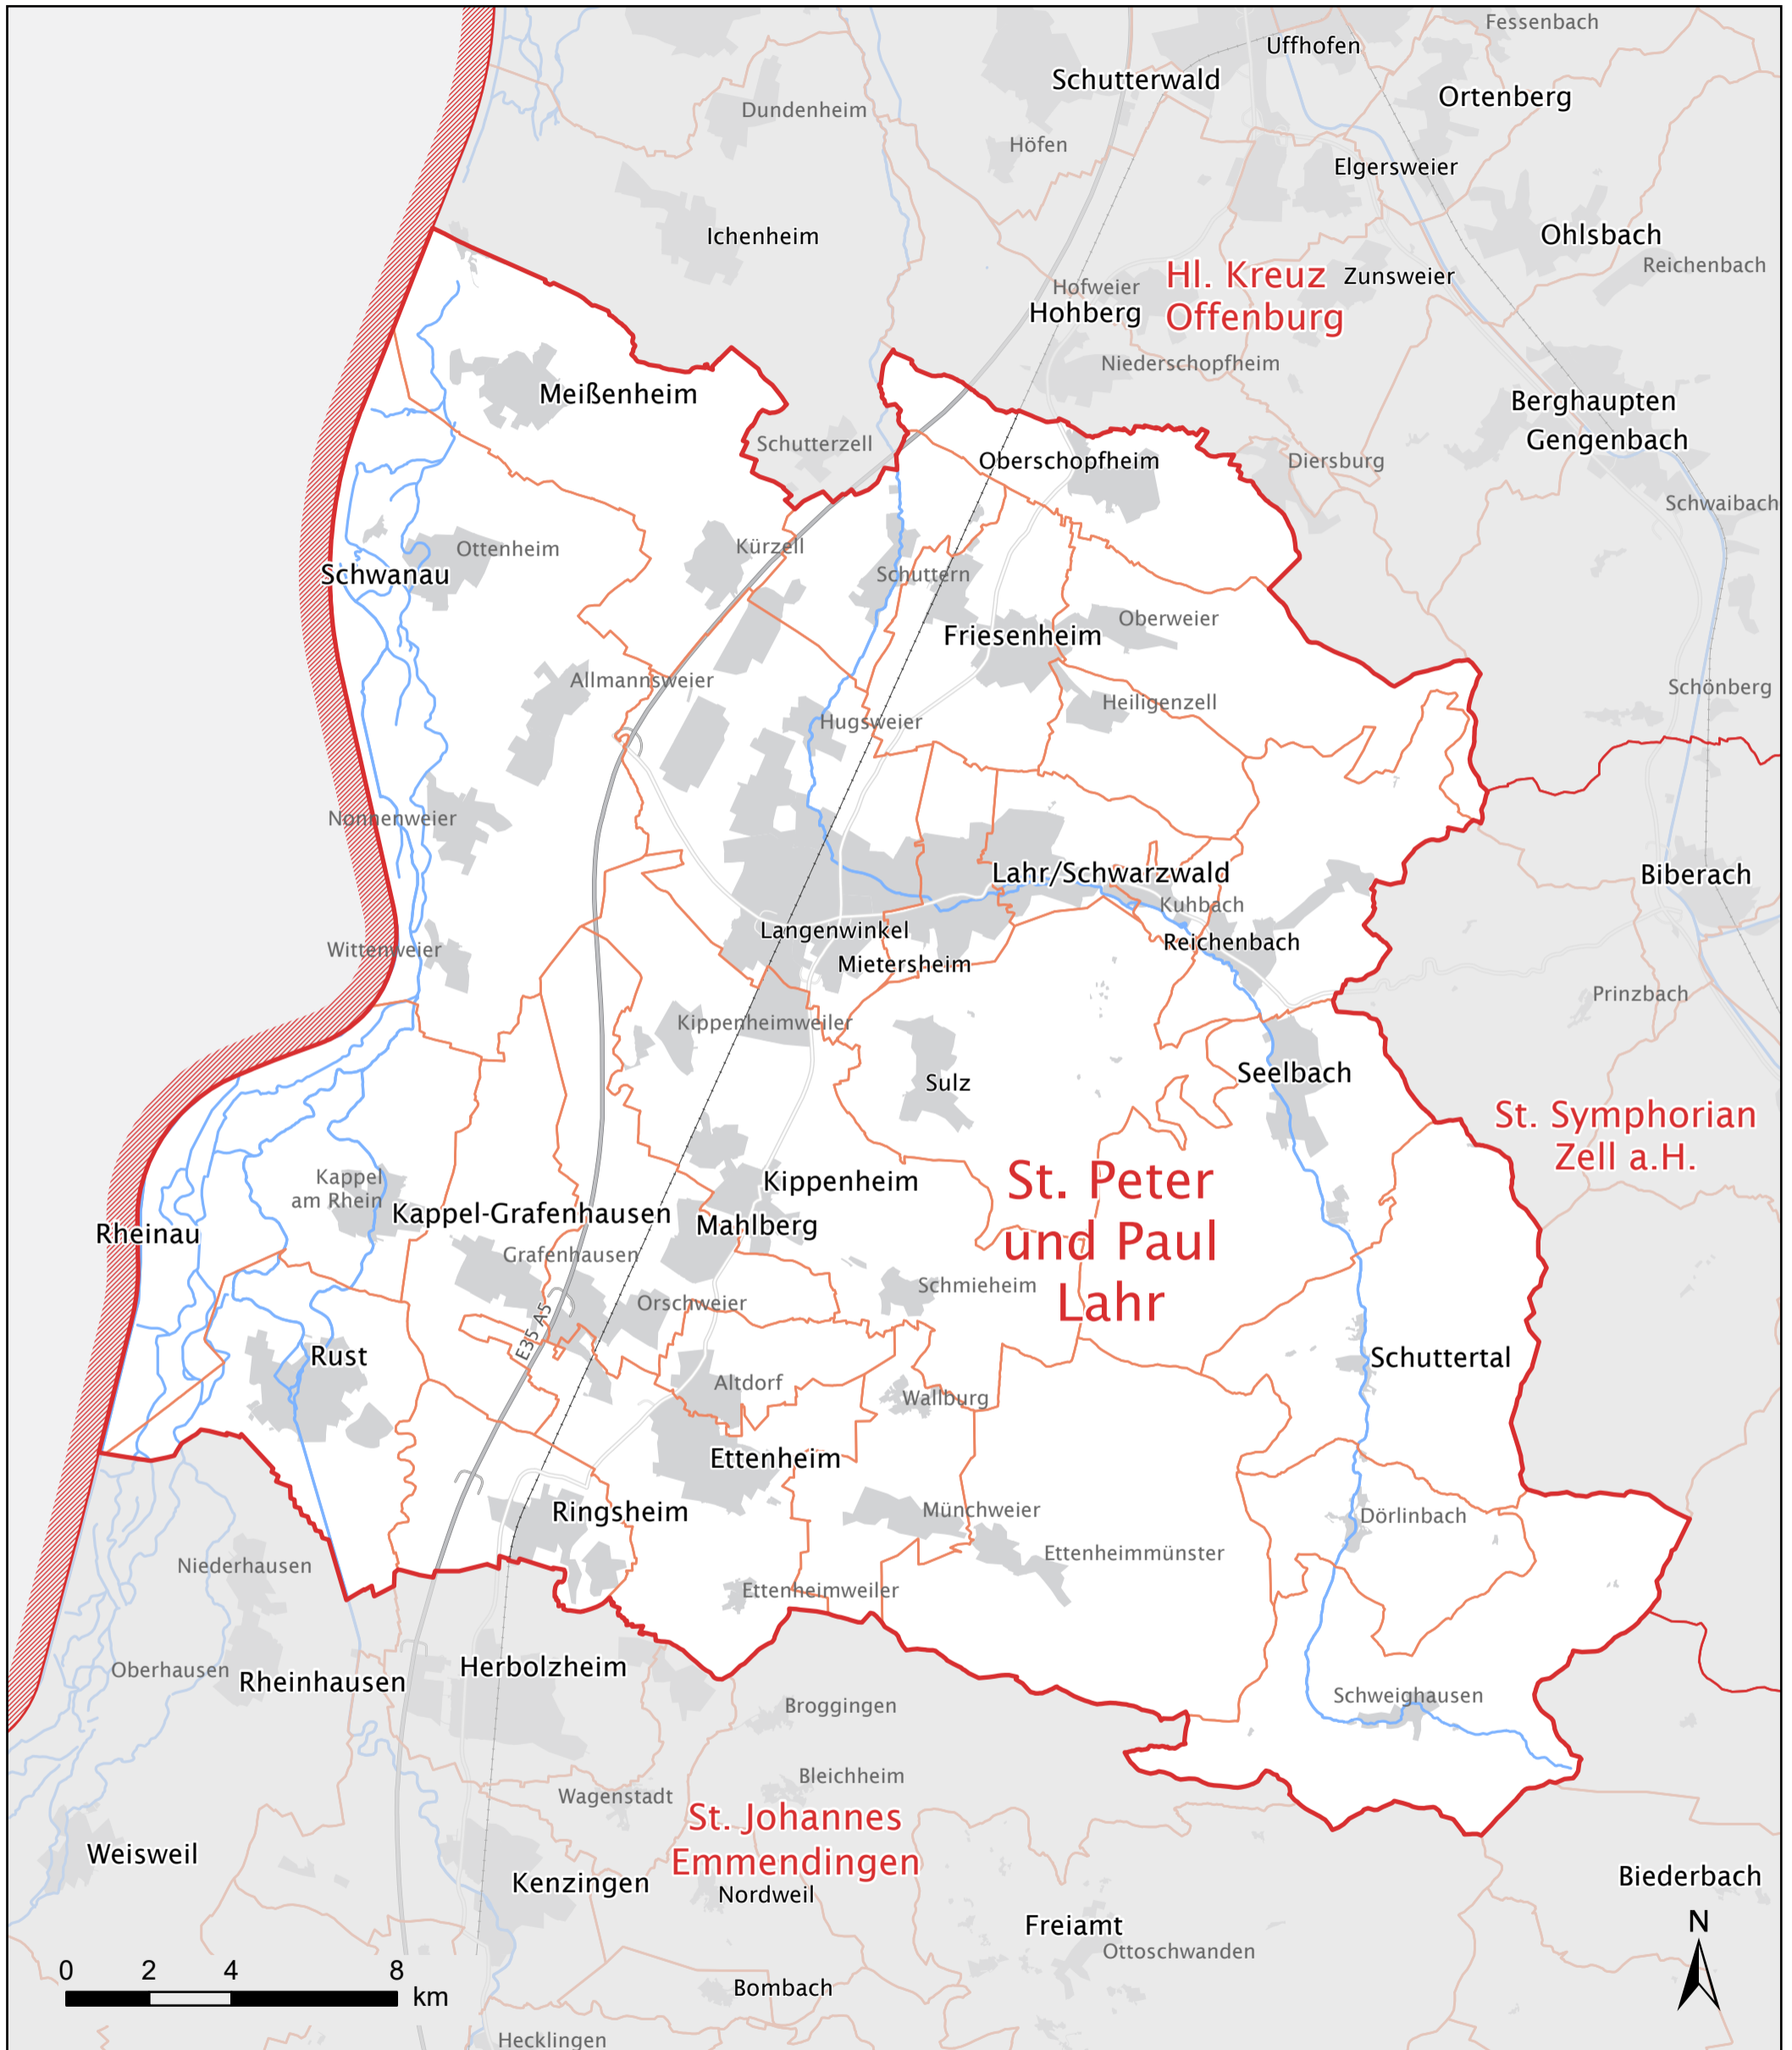 Fessenbach
Uffhofen
Schutterwald
Ortenberg
Dundenheim
Höfen
Elgersweier
Ichenheim
Ohlsbach
Reichenbach
Hl. Kreuz
Offenburg
Zunsweier
Hofweier
Hohberg
Niederschopfheim
Meißenheim
Berghaupten
Gengenbach
Schutterzell
Oberschopfheim
Diersburg
Schwaibach
Ottenheim
Kürzell
Schwanau
Schuttern
Oberweier
Friesenheim
Allmannsweier
Schönberg
Heiligenzell
Hugsweier
Nonnenweier
Lahr/Schwarzwald
Biberach
Kuhbach
Langenwinkel
Reichenbach
Wittenweier
Mietersheim
Prinzbach
Kippenheimweiler
Seelbach
Sulz
St. Symphorian
Zell a.H.
Kappel
am Rhein
Kippenheim
St. Peter
und Paul
Lahr
Kappel-Grafenhausen
Mahlberg
Rheinau
Grafenhausen
Schmieheim
Orschweier
E35 A5
Rust
Schuttertal
Altdorf
Wallburg
Ettenheim
Ringsheim
Münchweier
Dörlinbach
Ettenheimmünster
Niederhausen
Ettenheimweiler
Oberhausen
Rheinhausen
Herbolzheim
Schweighausen
Broggingen
Bleichheim
Wagenstadt
St. Johannes
Emmendingen
Weisweil
Kenzingen
Nordweil
Biederbach
Freiamt
N
Ottoschwanden
0 2 4 8
km
Bombach
Hecklingen